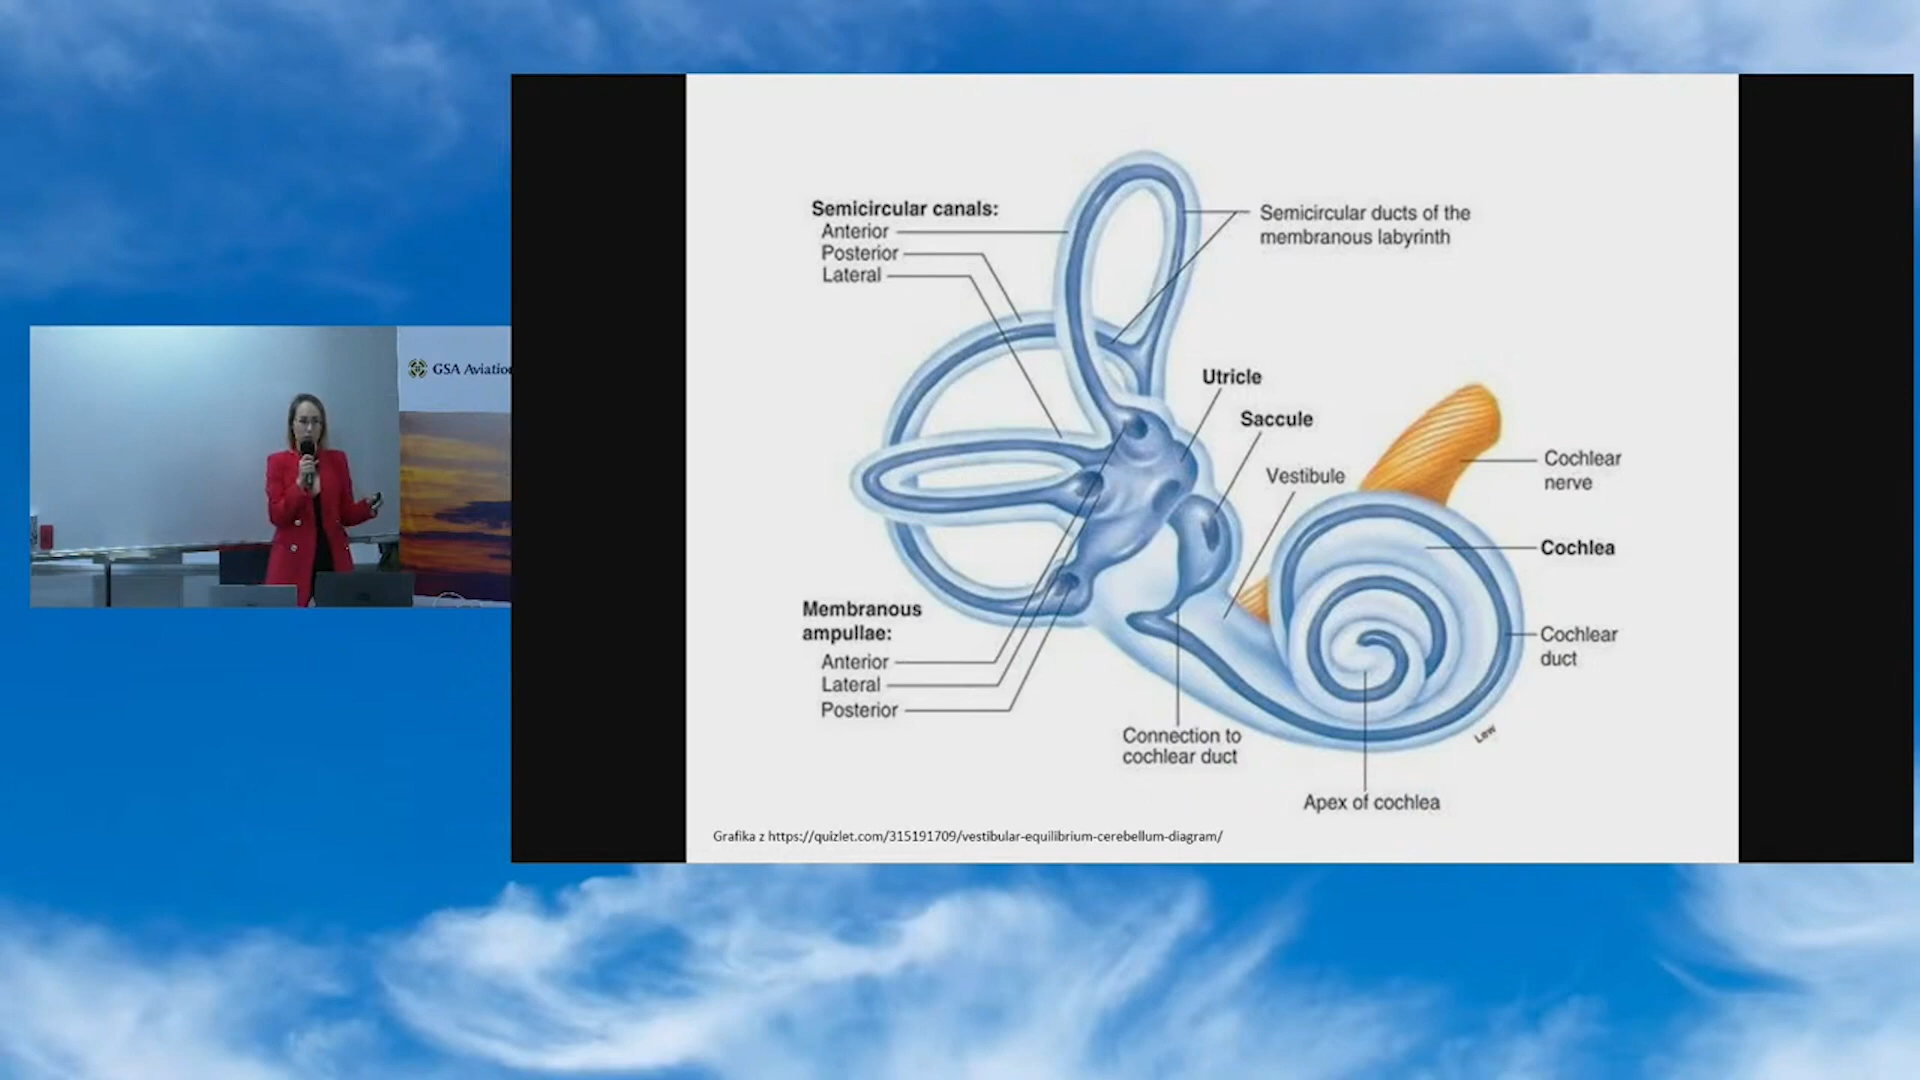 GSA Aviation
Semicircular canals:
Anterior
Posterior
Lateral
Semicircular ducts of the
membranous labyrinth
Utricle
Saccule
Vestibule
Cochlear
nerve
Cochlea
Cochlear
duct
Membranous
ampullae:
Anterior
Lateral
Posterior
Connection to
cochlear duct
Apex of cochlea
Lew
Grafika z https://quizlet.com/315191709/vestibular-equilibrium-cerebellum-diagram/